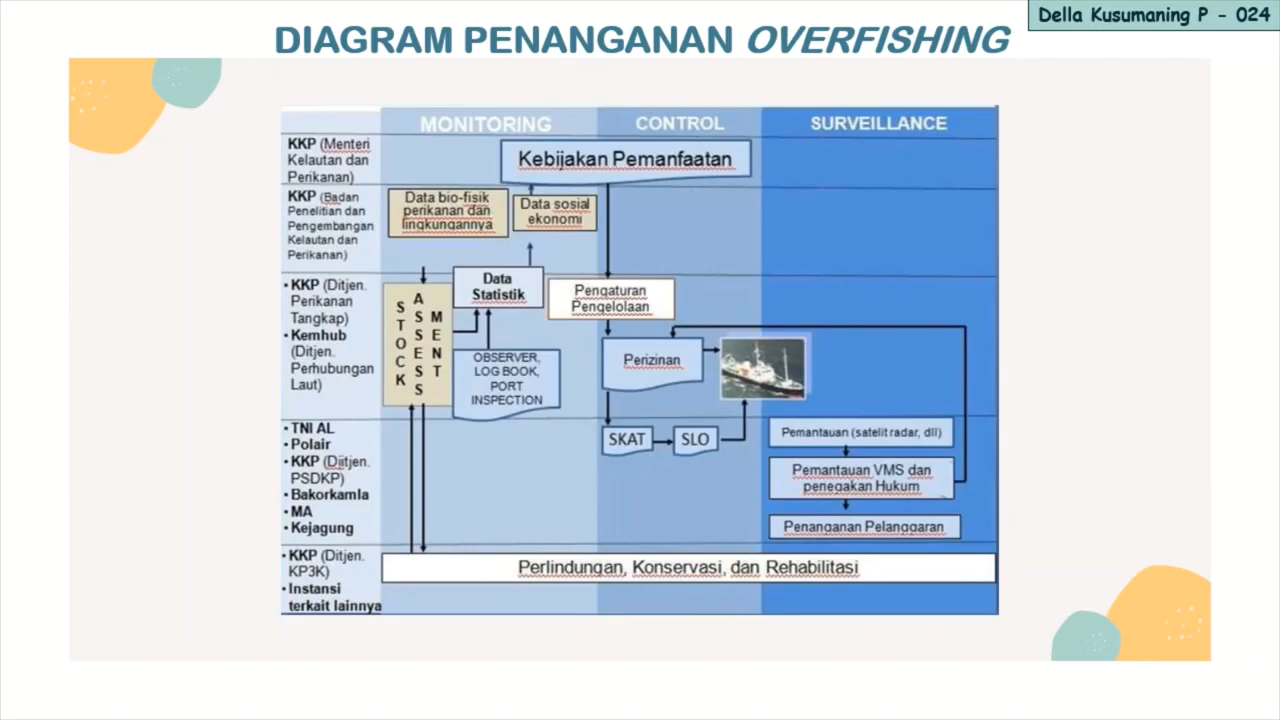 Della Kusumaning P - 024
DIAGRAM PENANGANAN OVERFISHING
MONITORING
CONTROL
SURVEILLANCE
KKP (Menteri
Kelautan dan
Perikanan)
Kebijakan Pemanfaatan
KKP (Badan
Penelitian dan
Pengembangan
Kelautan dan
Perikanan)
Data bio-fisik
perikanan dan
lingkungannya
Data sosial
ekonomi
• KKP (Ditjen.
Perikanan
Tangkap)
• Kemhub
(Ditjen.
Perhubungan
Laut)
STOCK
ASSESS
MENT
Data
Statistik
OBSERVER,
LOG BOOK,
PORT
INSPECTION
Pengaturan
Pengelolaan
Perizinan
• TNI AL
• Polair
• KKP (Diitjen.
PSDKP)
• Bakorkamla
• MA
• Kejagung
SKAT
SLO
Pemantauan (satelit radar, dll)
Pemantauan VMS dan
penegakan Hukum
Penanganan Pelanggaran
• KKP (Ditjen.
KP3K)
• Instansi
terkait lainnya
Perlindungan, Konservasi, dan Rehabilitasi